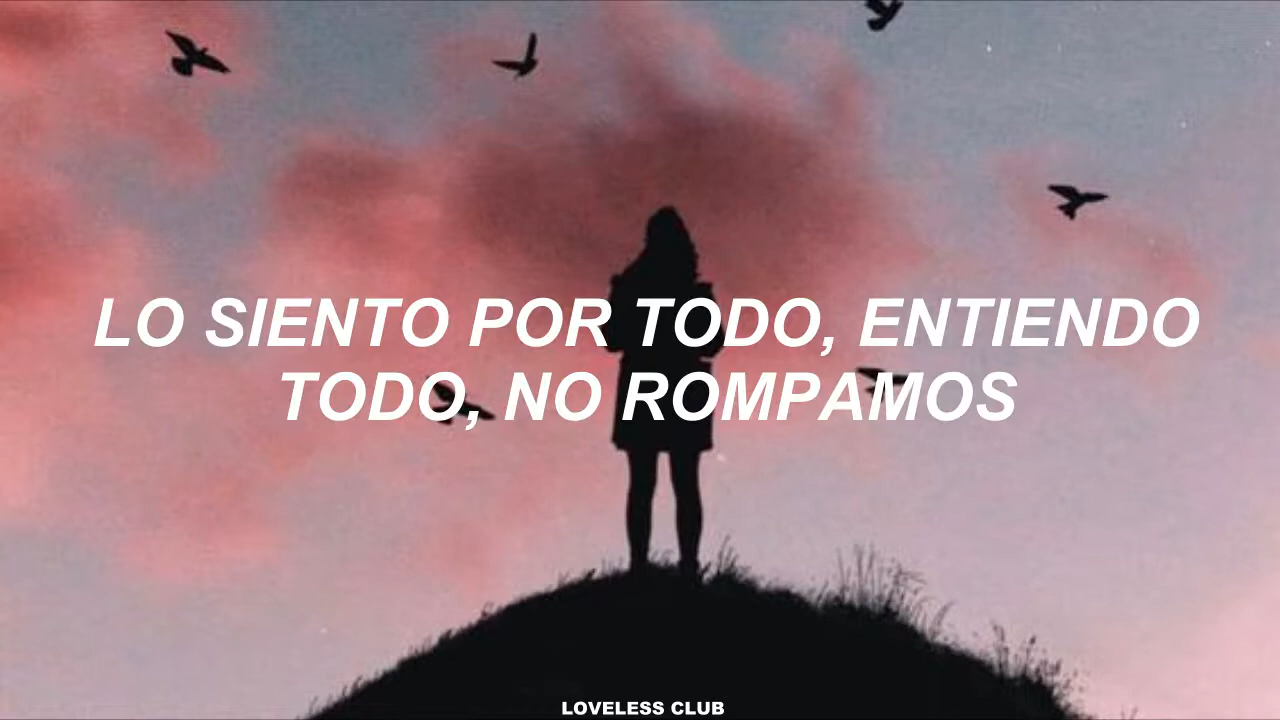 LO SIENTO POR TODO, ENTIENDO
TODO, NO ROMPAMOS
LOVELESS CLUB